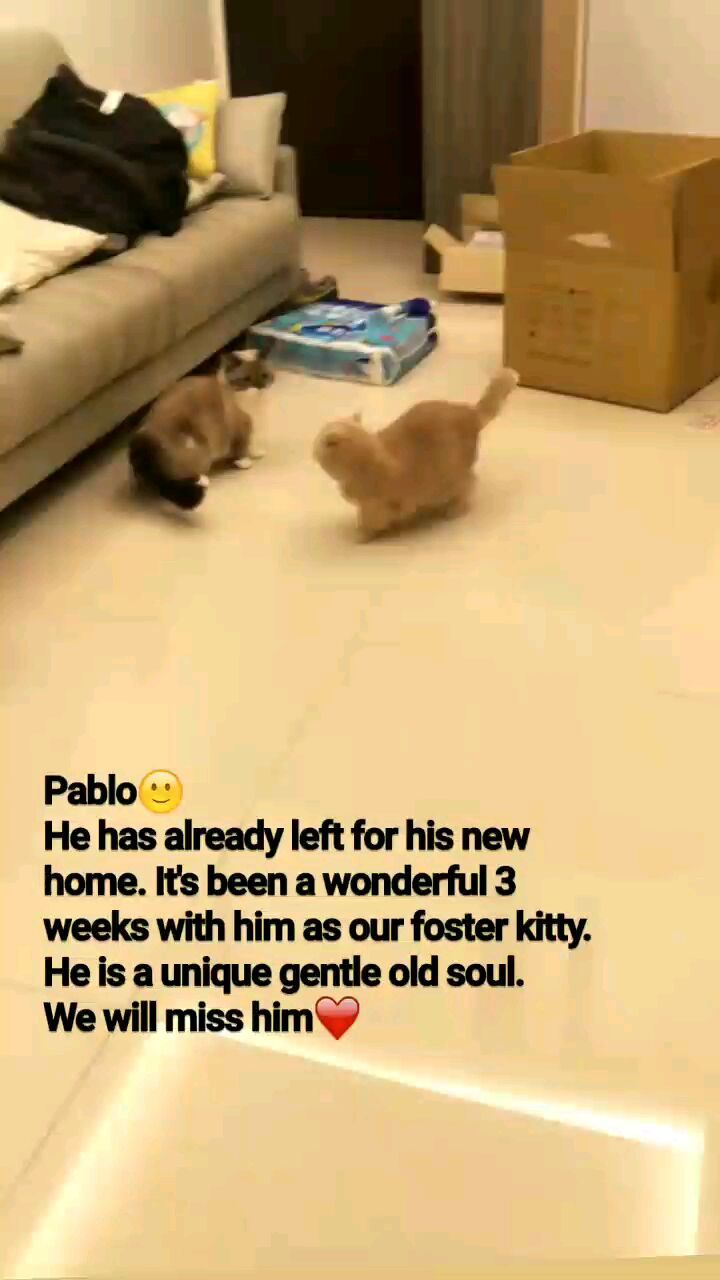 Pablo🙂
He has already left for his new
home. It's been a wonderful 3
weeks with him as our foster kitty.
He is a unique gentle old soul.
We will miss him❤️